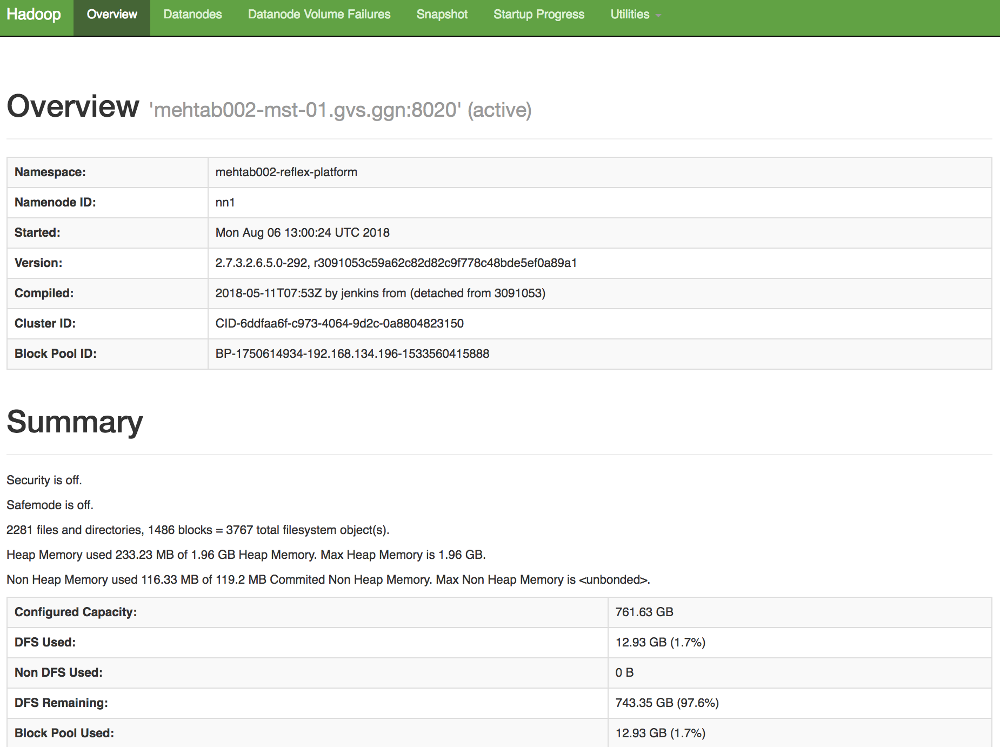 Hadoop Overview Datanodes Datanode Volume Failures Snapshot Startup Progress Utilities
Overview 'mehtab002-mst-01.gvs.ggn:8020' (active)
Namespace: mehtab002-reflex-platform
Namenode ID: nn1
Started: Mon Aug 06 13:00:24 UTC 2018
Version: 2.7.3.2.6.5.0-292, r3091053c59a62c82d82c9f778c48bde5ef0a89a1
Compiled: 2018-05-11T07:53Z by jenkins from (detached from 3091053)
Cluster ID: CID-6ddfaa6f-c973-4064-9d2c-0a8804823150
Block Pool ID: BP-1750614934-192.168.134.196-1533560415888
Summary
Security is off.
Safemode is off.
2281 files and directories, 1486 blocks = 3767 total filesystem object(s).
Heap Memory used 233.23 MB of 1.96 GB Heap Memory. Max Heap Memory is 1.96 GB.
Non Heap Memory used 116.33 MB of 119.2 MB Commited Non Heap Memory. Max Non Heap Memory is <unbonded>.
Configured Capacity: 761.63 GB
DFS Used: 12.93 GB (1.7%)
Non DFS Used: 0 B
DFS Remaining: 743.35 GB (97.6%)
Block Pool Used: 12.93 GB (1.7%)